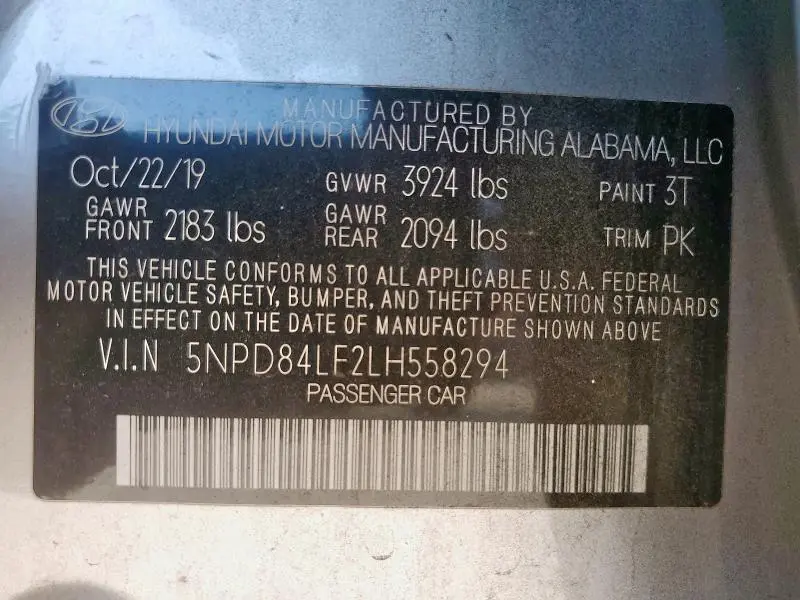 MANUFACTURED BY
HYUNDAI MOTOR MANUFACTURING ALABAMA, LLC
Oct/22/19 GVWR 3924 lbs PAINT 3T
GAWR FRONT 2183 lbs GAWR REAR 2094 lbs TRIM PK
THIS VEHICLE CONFORMS TO ALL APPLICABLE U.S.A. FEDERAL
MOTOR VEHICLE SAFETY, BUMPER, AND THEFT PREVENTION STANDARDS
IN EFFECT ON THE DATE OF MANUFACTURE SHOWN ABOVE
V.I.N 5NPD84LF2LH558294
PASSENGER CAR